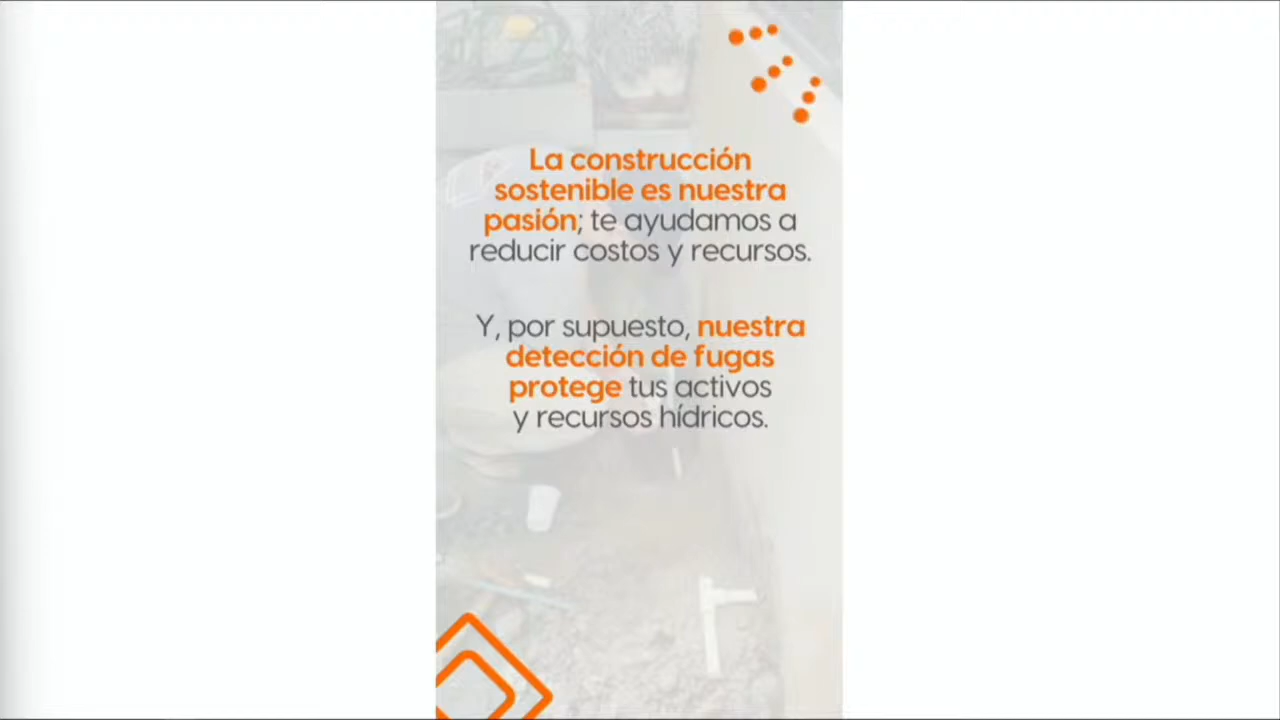 La construcción
sostenible es nuestra
pasión; te ayudamos a
reducir costos y recursos.
Y, por supuesto, nuestra
detección de fugas
protege tus activos
y recursos hídricos.